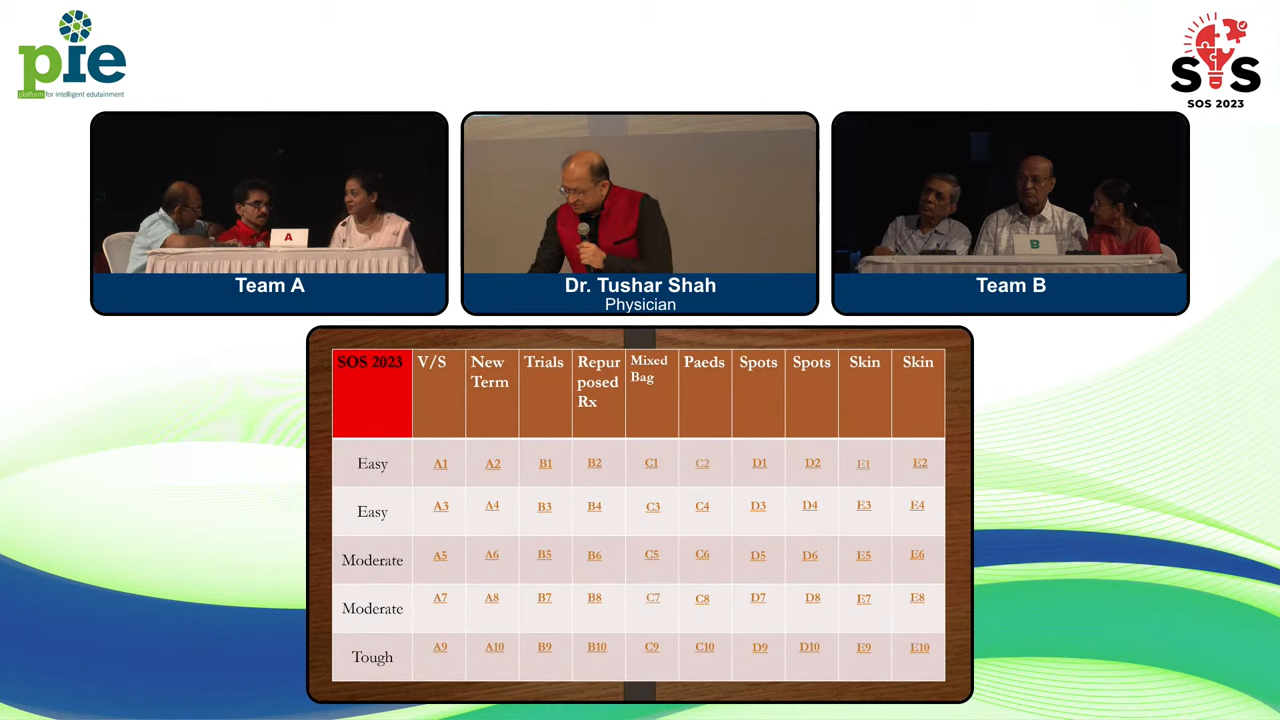 pie
platform for intelligent edutainment
SOS
SOS 2023
A
B
Team A
Dr. Tushar Shah
Physician
Team B
SOS 2023 V/S New Term Trials Repur posed Rx Mixed Bag Paeds Spots Spots Skin Skin
Easy A1 A2 B1 B2 C1 C2 D1 D2 E1 E2
Easy A3 A4 B3 B4 C3 C4 D3 D4 E3 E4
Moderate A5 A6 B5 B6 C5 C6 D5 D6 E5 E6
Moderate A7 A8 B7 B8 C7 C8 D7 D8 E7 E8
Tough A9 A10 B9 B10 C9 C10 D9 D10 E9 E10